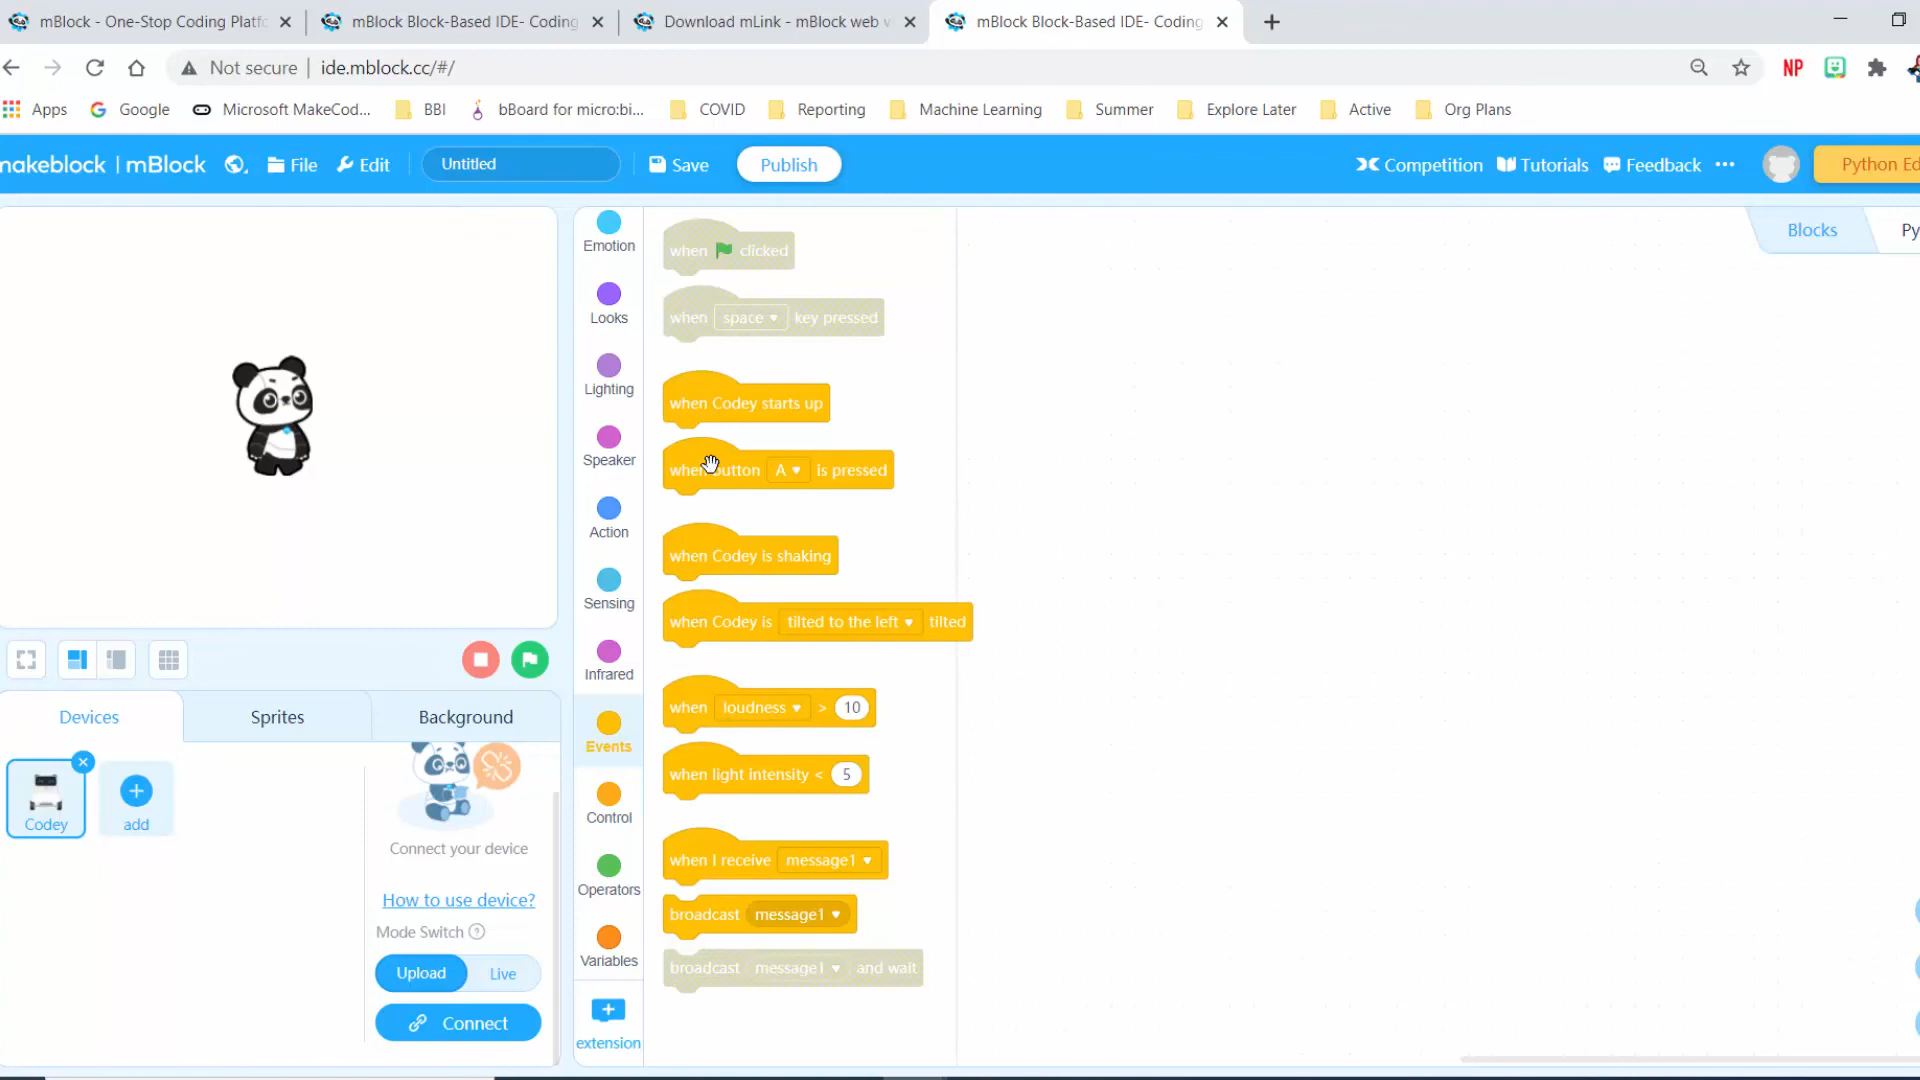 mBlock - One-Stop Coding Platfo
mBlock Block-Based IDE- Coding
Download mLink - mBlock web v
mBlock Block-Based IDE- Coding
Not secure | ide.mblock.cc/#/
NP
Apps
Google
Microsoft MakeCod...
BBI
bBoard for micro:bi...
COVID
Reporting
Machine Learning
Summer
Explore Later
Active
Org Plans
makeblock | mBlock
File
Edit
Untitled
Save
Publish
Competition
Tutorials
Feedback
Python Ed
Blocks
Py
Emotion
Looks
Lighting
Speaker
Action
Sensing
Infrared
Events
Control
Operators
Variables
extension
when clicked
when space key pressed
when Codey starts up
when button A is pressed
when Codey is shaking
when Codey is tilted to the left tilted
when loudness > 10
when light intensity < 5
when I receive message1
broadcast message1
broadcast message1 and wait
Devices
Sprites
Background
Codey
add
Connect your device
How to use device?
Mode Switch ?
Upload
Live
Connect